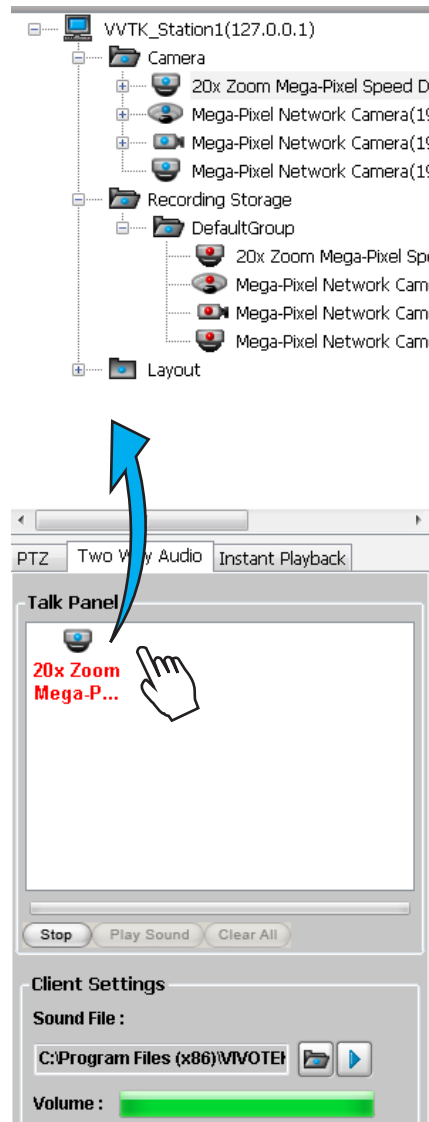 VVTK_Station1(127.0.0.1)
Camera
20x Zoom Mega-Pixel Speed D
Mega-Pixel Network Camera(19
Mega-Pixel Network Camera(19
Mega-Pixel Network Camera(19
Recording Storage
DefaultGroup
20x Zoom Mega-Pixel Spe
Mega-Pixel Network Cam
Mega-Pixel Network Cam
Mega-Pixel Network Cam
Layout
PTZ Two Way Audio Instant Playback
Talk Panel
20x Zoom
Mega-P...
Stop Play Sound Clear All
Client Settings
Sound File :
C:\Program Files (x86)\VIVOTEK
Volume :